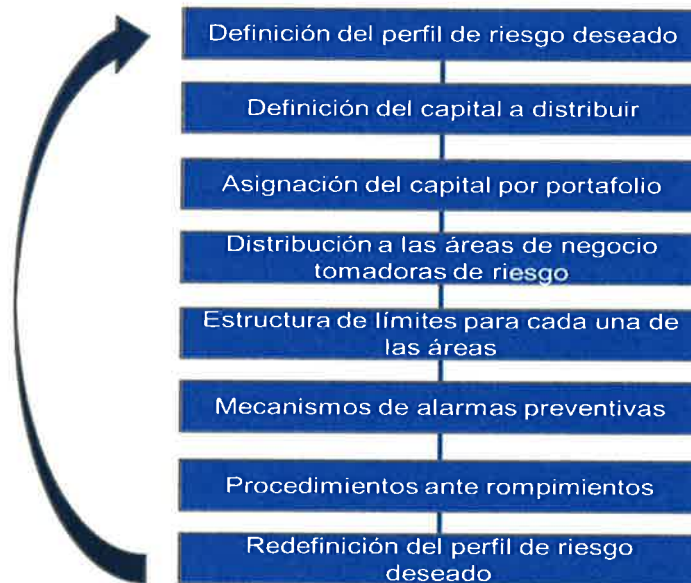 Definición del perfil de riesgo deseado
Definición del capital a distribuir
Asignación del capital por portafolio
Distribución a las áreas de negocio
tomadoras de riesgo
Estructura de límites para cada una de
las áreas
Mecanismos de alarmas preventivas
Procedimientos ante rompimientos
Redefinición del perfil de riesgo
deseado